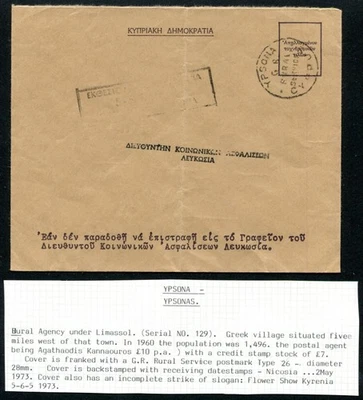 ΚΥΠΡΙΑΚΗ ΔΗΜΟΚΡΑΤΙΑ
YPSONA
G.R.
RURAL
ΔΙΕΥΘΥΝΤΗΝ ΚΟΙΝΩΝΙΚΩΝ ΑΣΦΑΛΙΣΕΩΝ
ΛΕΥΚΩΣΙΑ
Ἐὰν δὲν παραδοθῇ νὰ ἐπιστραφῇ εἰς τὸ Γραφεῖον τοῦ
Διευθυντοῦ Κοινωνικῶν Ἀσφαλίσεων Λευκωσία.
YPSONA -
YPSONAS.
Rural Agency under Limassol. (Serial NO. 129). Greek village situated fivee
miles west of that town. In 1960 the population was 1,496. the postal agent
being Agathaodis Kannaouros £10 p.a. ) with a credit stamp stock of £7.
Cover is franked with a G.R. Rural Service postmark Type 26 - diameter
28mm. Cover is backstamped with receiving datestamps - Nicosia ...2May
1973. Cover also has an incomplete strike of slogan: Flower Show Kyrenia
5-6-5 1973)